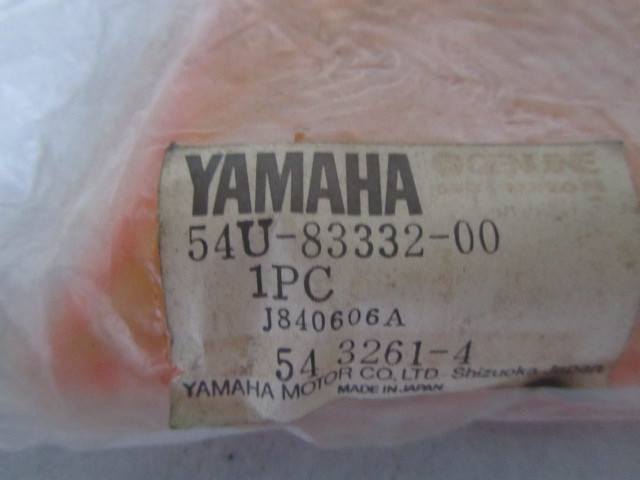 YAMAHA GENUINE
54U-83332-00
1PC
J840606A
54 3261-4
YAMAHA MOTOR CO., LTD. Shizuoka Japan
MADE IN JAPAN